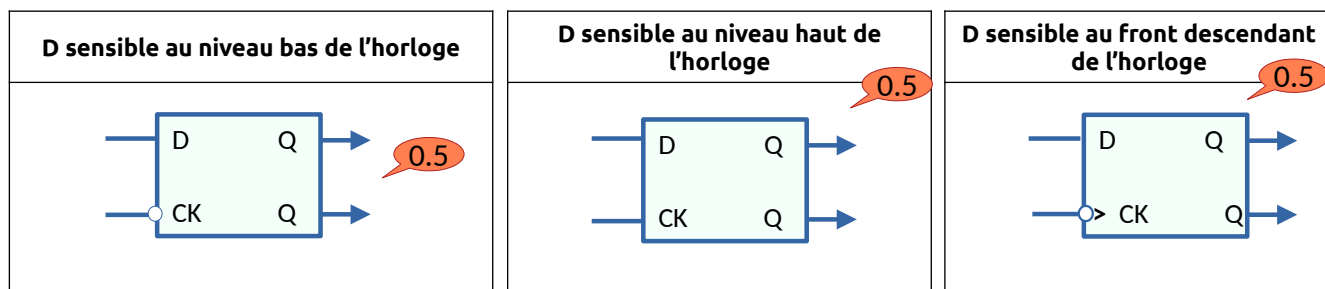 D sensible au niveau bas de l’horloge
D Q
0.5
CK Q
D sensible au niveau haut de
l’horloge
0.5
D Q
CK Q
D sensible au front descendant
de l’horloge
0.5
D Q
> CK Q